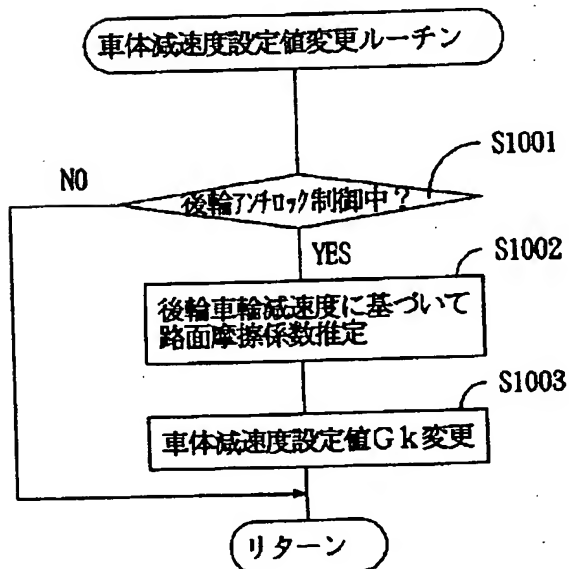 車体減速度設定値変更ルーチン
S1001
NO
後輪アンチロック制御中？
YES
S1002
後輪車輪減速度に基づいて
路面摩擦係数推定
S1003
車体減速度設定値Ｇｋ変更
リターン